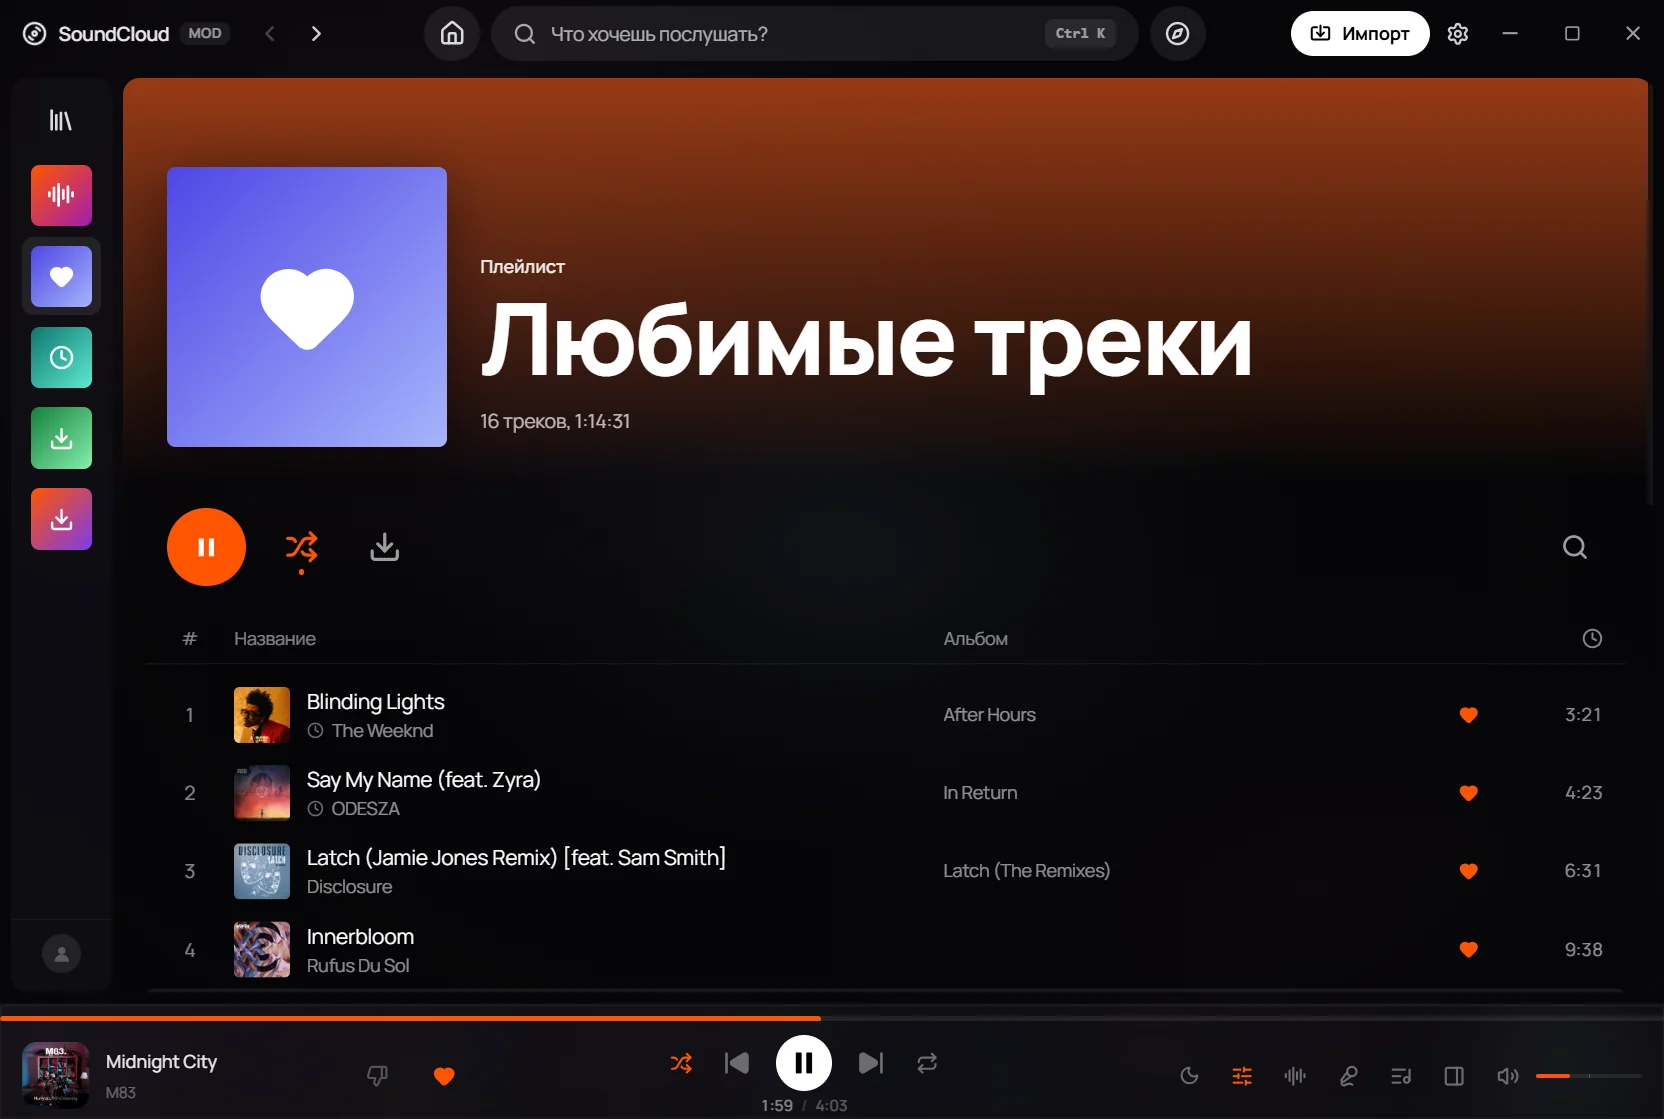 SoundCloud MOD
Что хочешь послушать?
Ctrl K
Импорт
Плейлист
Любимые треки
16 треков, 1:14:31
# Название Альбом
1 Blinding Lights After Hours 3:21
The Weeknd
2 Say My Name (feat. Zyra) In Return 4:23
ODESZA
3 Latch (Jamie Jones Remix) [feat. Sam Smith] Latch (The Remixes) 6:31
Disclosure
DISCLOSURE
LATCH
4 Innerbloom 9:38
Rufus Du Sol
M83.
Midnight City
M83
1:59 / 4:03